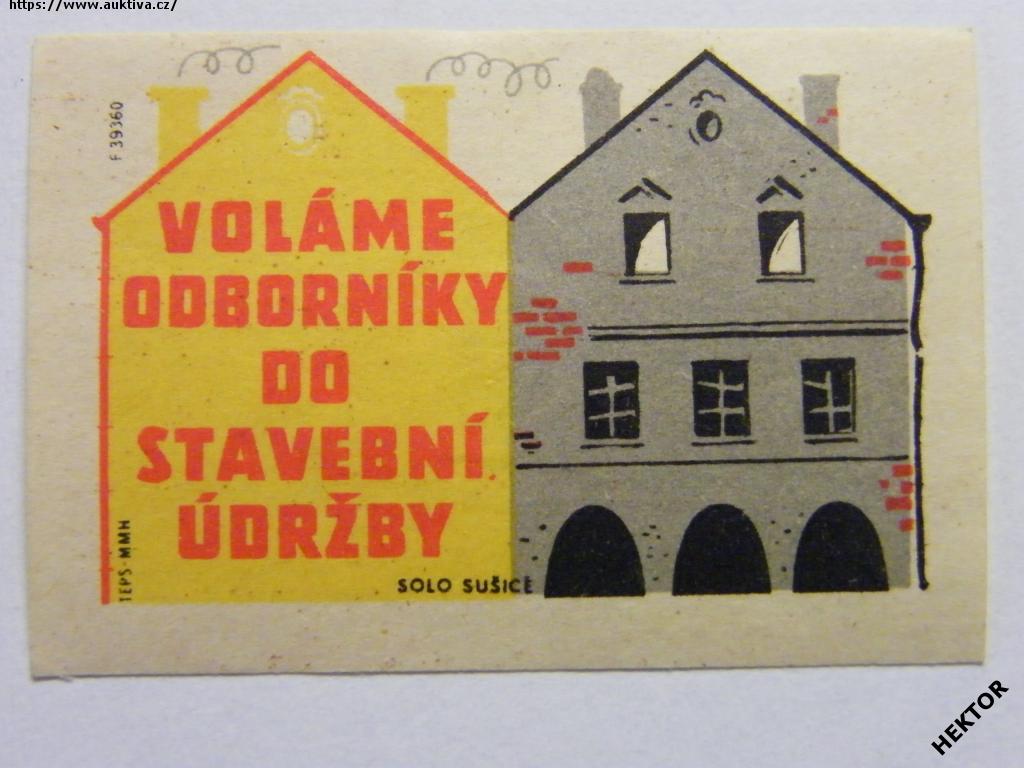 https://www.auktiva.cz/
F 39360
VOLÁME
ODBORNÍKY
DO
STAVEBNÍ
ÚDRŽBY
TEPS-MMH
SOLO SUŠICE
HEKTOR